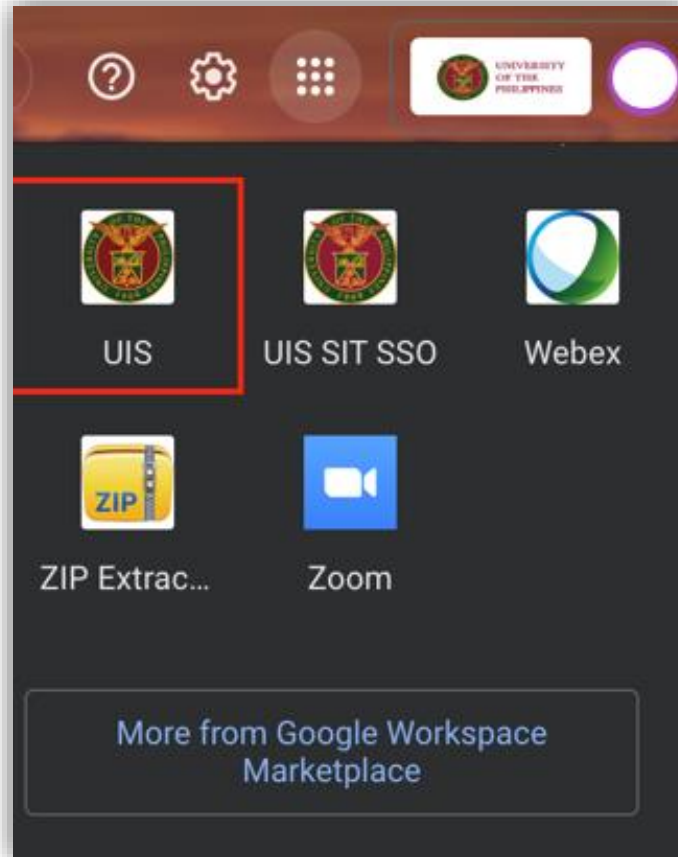 UNIVERSITY
OF THE
PHILIPPINES
UIS
UIS SIT SSO
Webex
ZIP
ZIP Extrac...
Zoom
More from Google Workspace
Marketplace